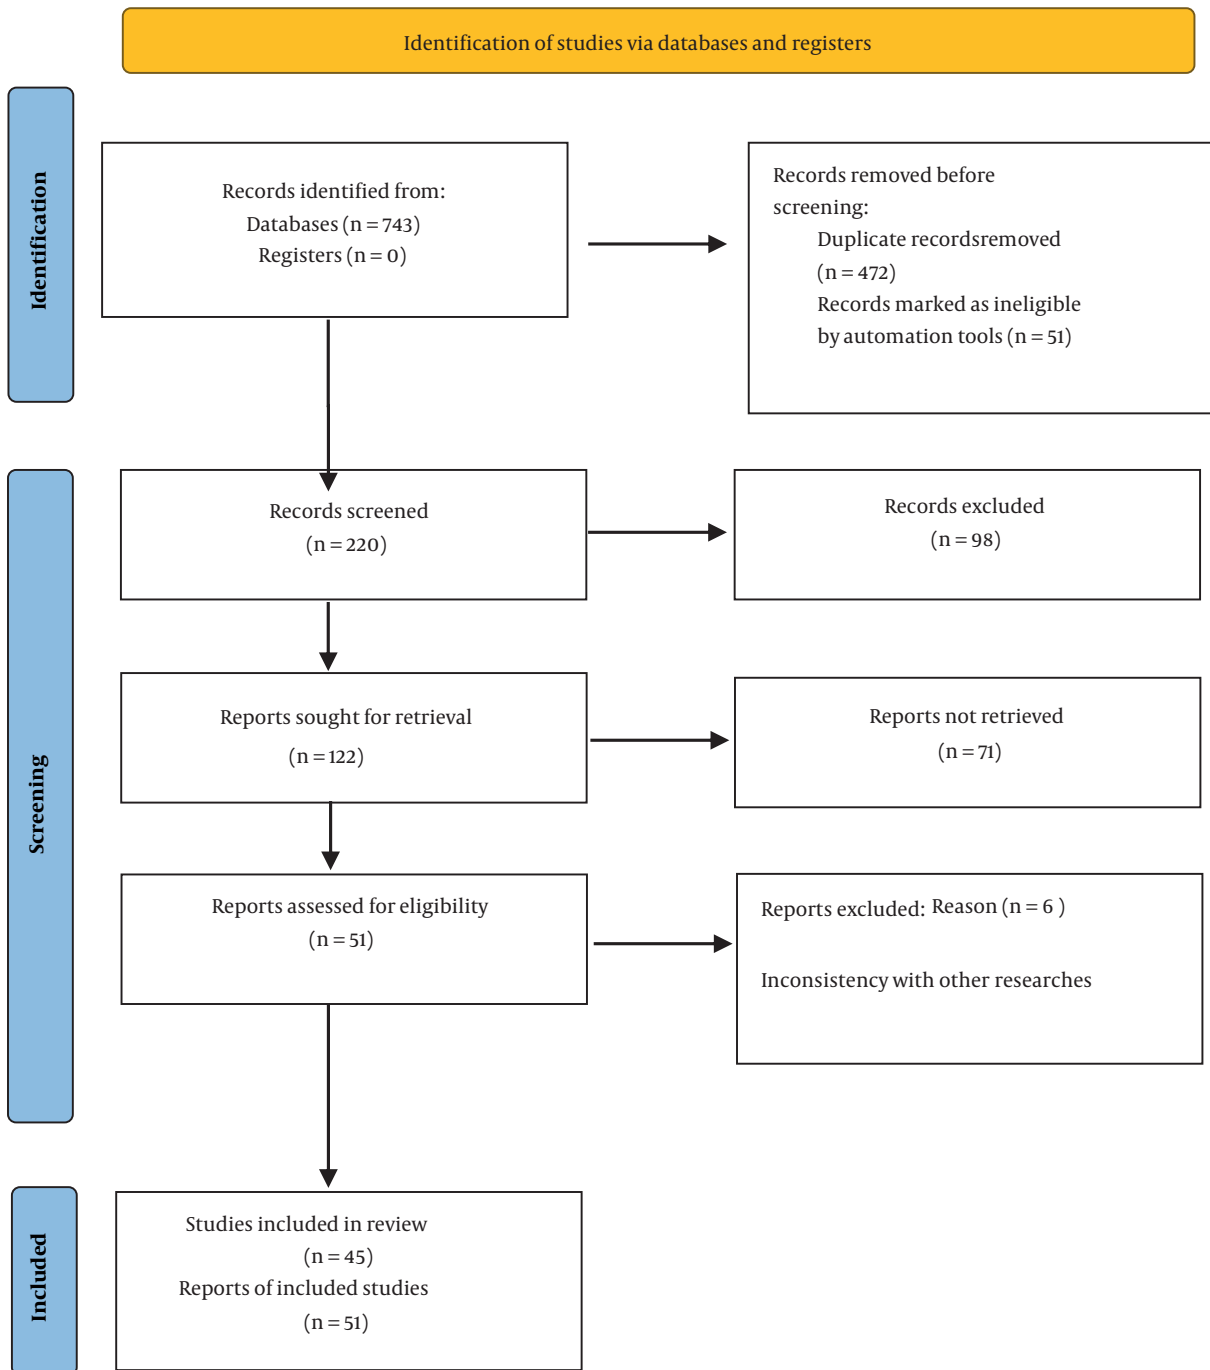 Identification of studies via databases and registers
Identification
Records identified from:
Databases (n = 743)
Registers (n = 0)
Records removed before
screening:
Duplicate recordsremoved
(n = 472)
Records marked as ineligible
by automation tools (n = 51)
Screening
Records screened
(n = 220)
Records excluded
(n = 98)
Reports sought for retrieval
(n = 122)
Reports not retrieved
(n = 71)
Reports assessed for eligibility
(n = 51)
Reports excluded: Reason (n = 6 )
Inconsistency with other researches
Included
Studies included in review
(n = 45)
Reports of included studies
(n = 51)